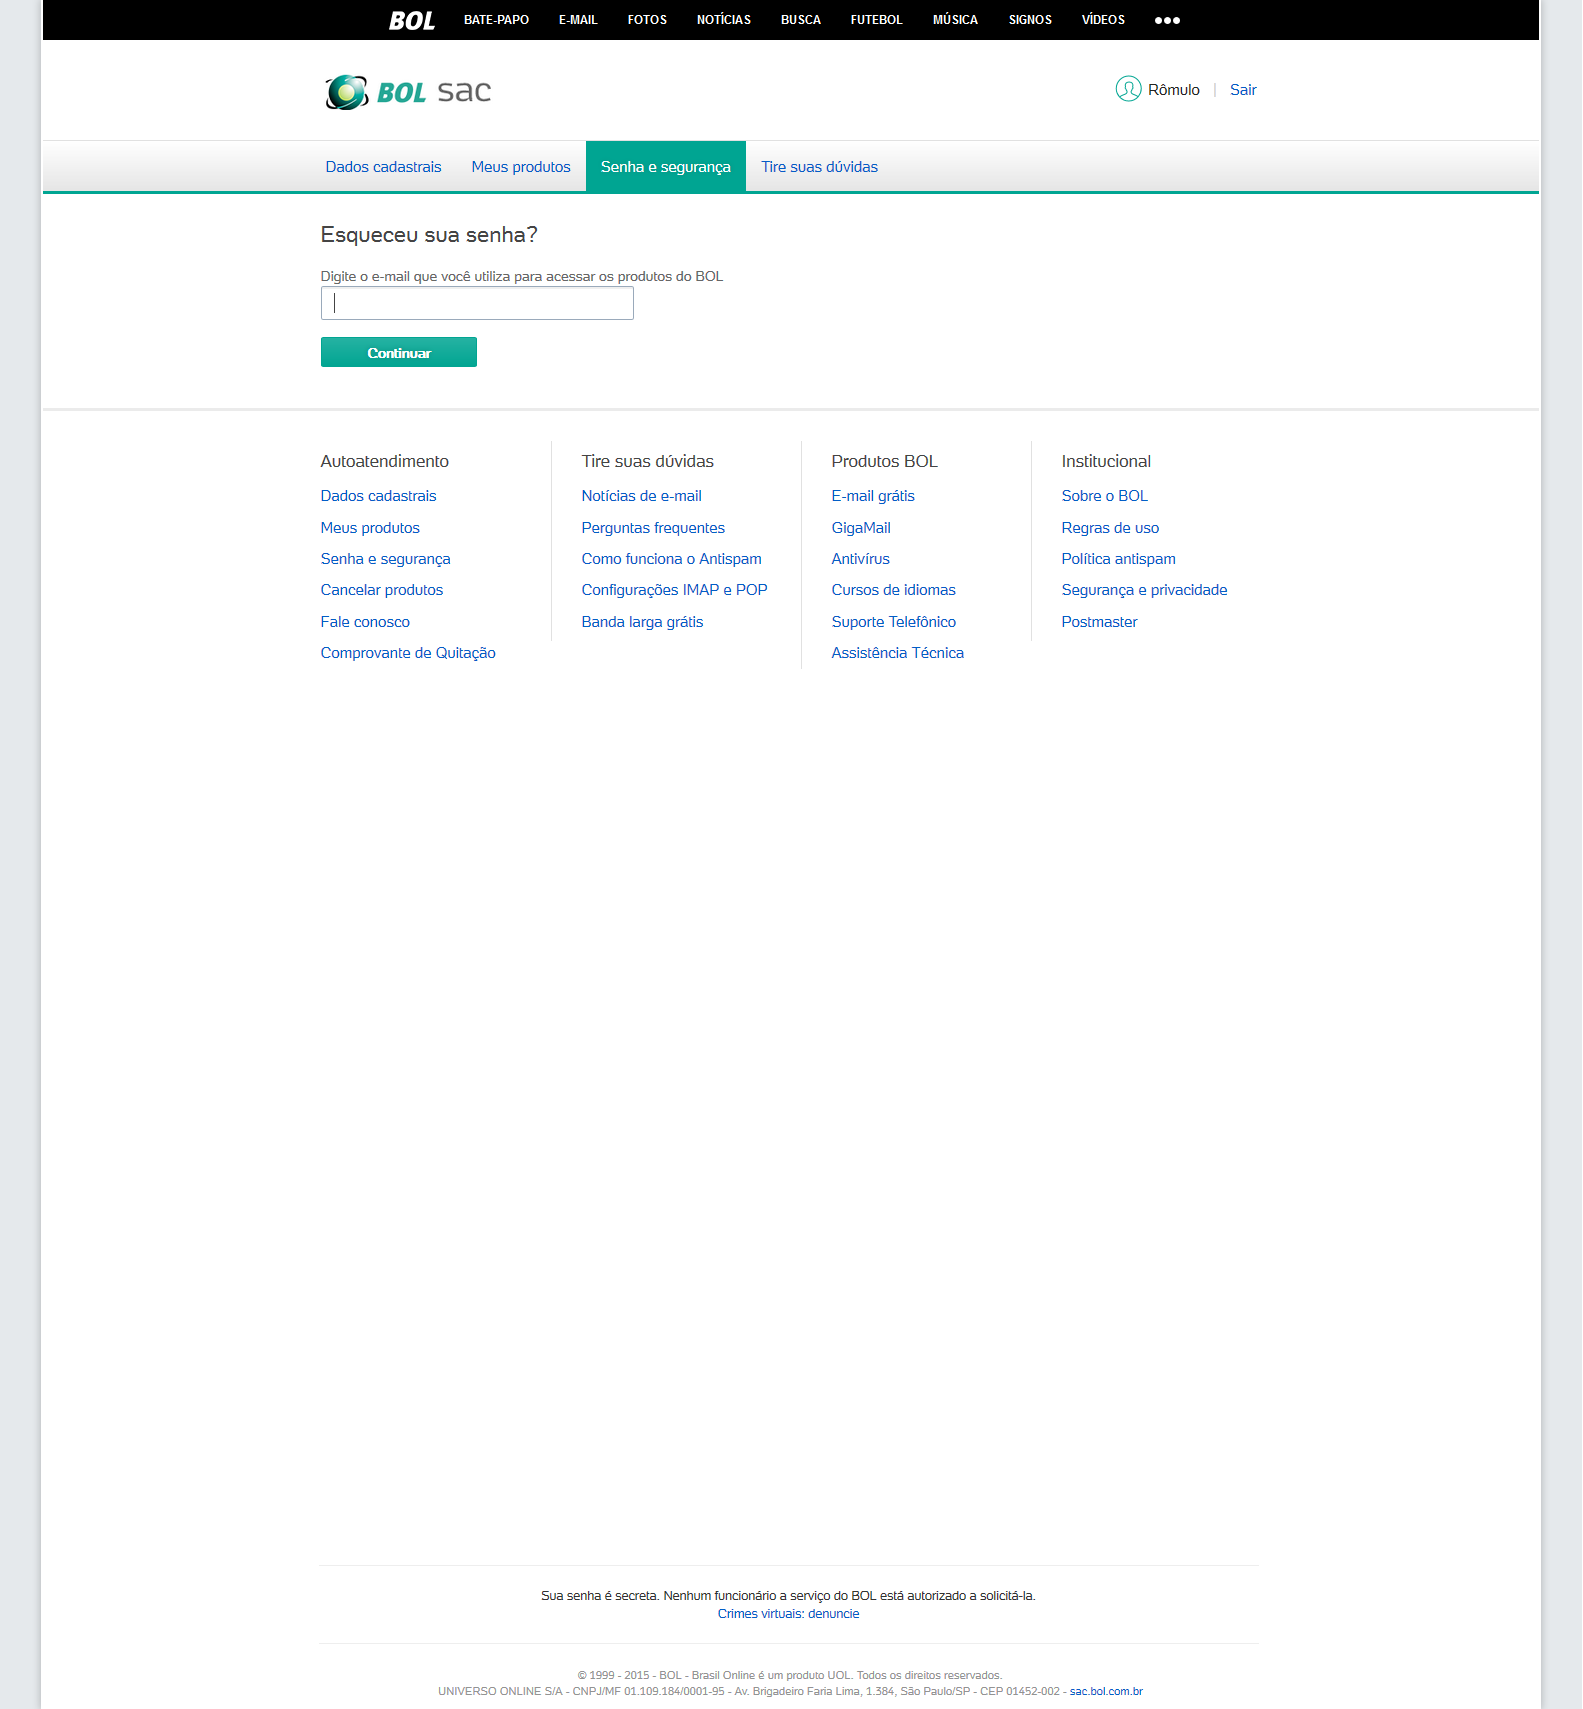 BOL BATE-PAPO E-MAIL FOTOS NOTÍCIAS BUSCA FUTEBOL MÚSICA SIGNOS VÍDEOS
BOL sac
Rômulo | Sair
Dados cadastrais Meus produtos Senha e segurança Tire suas dúvidas
Esqueceu sua senha?
Digite o e-mail que você utiliza para acessar os produtos do BOL
Continuar
Autoatendimento
Dados cadastrais
Meus produtos
Senha e segurança
Cancelar produtos
Fale conosco
Comprovante de Quitação
Tire suas dúvidas
Notícias de e-mail
Perguntas frequentes
Como funciona o Antispam
Configurações IMAP e POP
Banda larga grátis
Produtos BOL
E-mail grátis
GigaMail
Antivírus
Cursos de idiomas
Suporte Telefônico
Assistência Técnica
Institucional
Sobre o BOL
Regras de uso
Política antispam
Segurança e privacidade
Postmaster
Sua senha é secreta. Nenhum funcionário a serviço do BOL está autorizado a solicitá-la.
Crimes virtuais: denuncie
© 1999 - 2015 - BOL - Brasil Online é um produto UOL. Todos os direitos reservados.
UNIVERSO ONLINE S/A - CNPJ/MF 01.109.184/0001-95 - Av. Brigadeiro Faria Lima, 1.384, São Paulo/SP - CEP 01452-002 - sac.bol.com.br